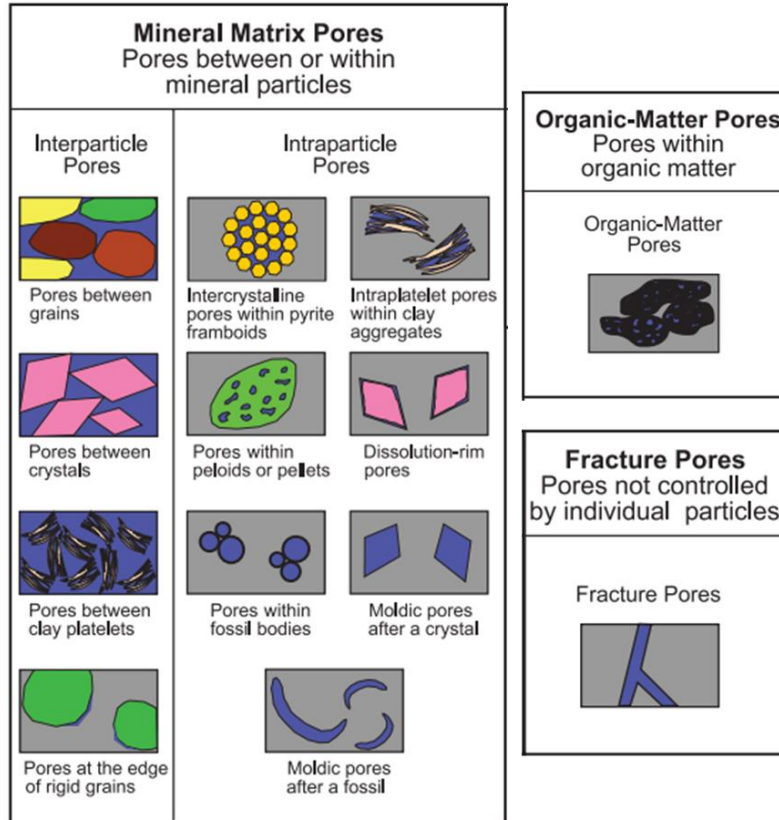 Mineral Matrix Pores
Pores between or within
mineral particles
Interparticle
Pores
Pores between
grains
Pores between
crystals
Pores between
clay platelets
Pores at the edge
of rigid grains
Intraparticle
Pores
Intercrystalline
pores within pyrite
framboids
Intraplatelet pores
within clay
aggregates
Pores within
peloids or pellets
Dissolution-rim
pores
Pores within
fossil bodies
Moldic pores
after a crystal
Moldic pores
after a fossil
Organic-Matter Pores
Pores within
organic matter
Organic-Matter
Pores
Fracture Pores
Pores not controlled
by individual particles
Fracture Pores